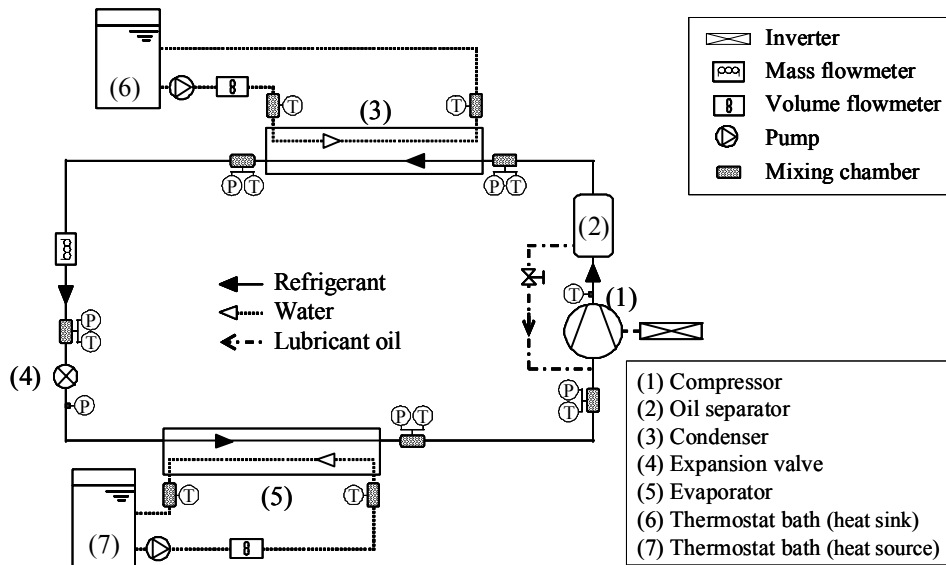 Inverter
Mass flowmeter
Volume flowmeter
Pump
Mixing chamber
(6)
T
(3)
T
P T
P T
(2)
T
(1)
Refrigerant
Water
Lubricant oil
P
T
(4)
P
P T
P
T
T
(5)
T
(7)
(1) Compressor
(2) Oil separator
(3) Condenser
(4) Expansion valve
(5) Evaporator
(6) Thermostat bath (heat sink)
(7) Thermostat bath (heat source)